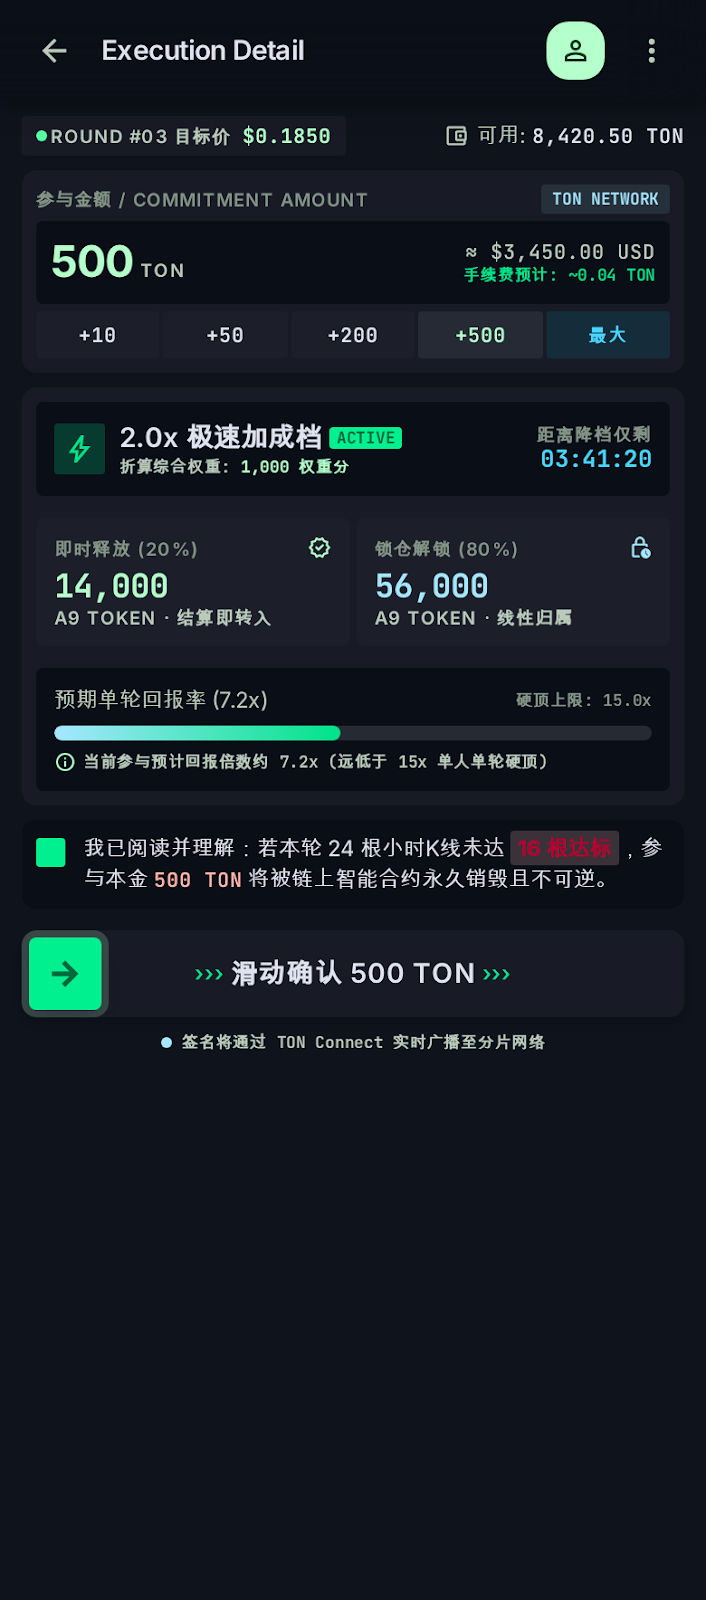 Execution Detail
ROUND #03 目标价 $0.1850
可用: 8,420.50 TON
参与金额 / COMMITMENT AMOUNT
TON NETWORK
500 TON
≈ $3,450.00 USD
手续费预计: ~0.04 TON
+10 +50 +200 +500 最大
2.0x 极速加成档 ACTIVE
折算综合权重: 1,000 权重分
距离降档仅剩
03:41:20
即时释放 (20%)
14,000
A9 TOKEN · 结算即转入
锁仓解锁 (80%)
56,000
A9 TOKEN · 线性归属
预期单轮回报率 (7.2x)
硬顶上限: 15.0x
当前参与预计回报倍数约 7.2x (远低于 15x 单人单轮硬顶)
我已阅读并理解：若本轮 24 根小时K线未达 16 根达标，参
与本金 500 TON 将被链上智能合约永久销毁且不可逆。
››› 滑动确认 500 TON ›››
签名将通过 TON Connect 实时广播至分片网络